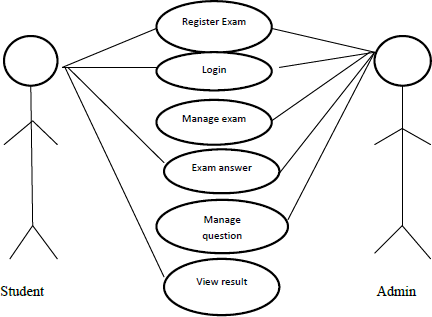 Register Exam
Login
Manage exam
Exam answer
Manage
question
View result
Student
Admin